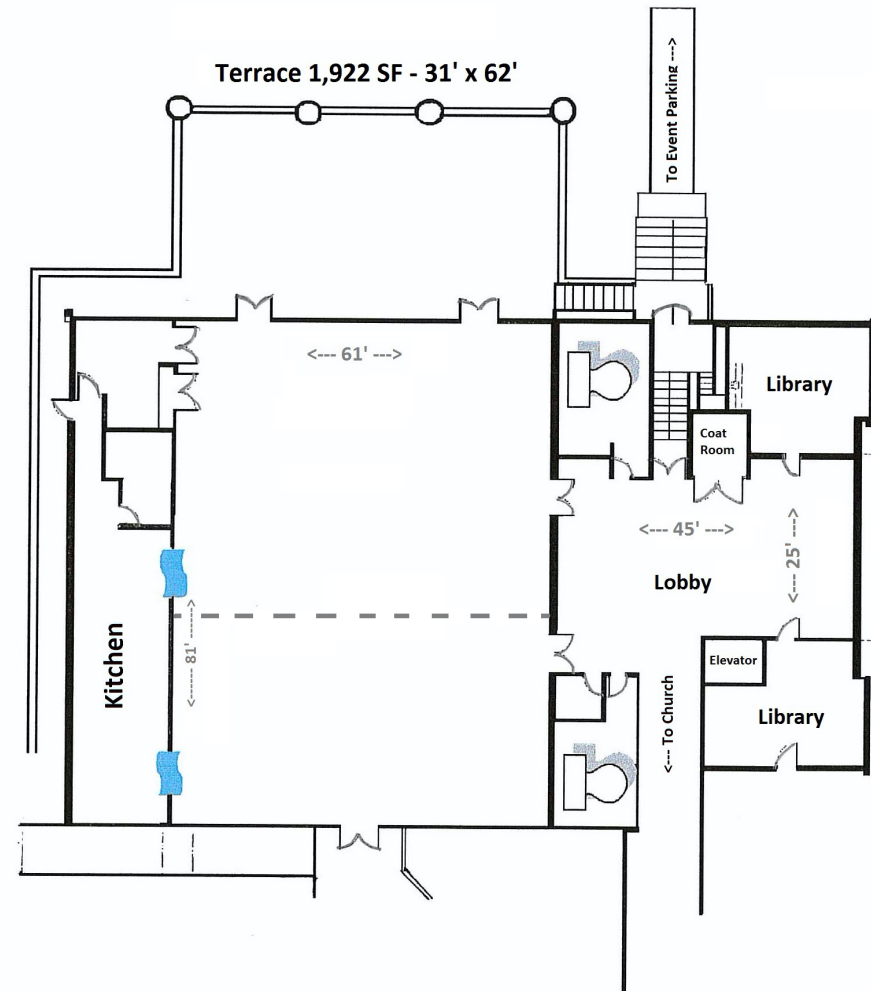 Terrace 1,922 SF - 31' x 62'
To Event Parking --->
<--- 61' --->
Library
Coat
Room
<--- 45' --->
<--- 25' --->
Lobby
<--- 81' --->
Kitchen
Elevator
Library
<--- To Church